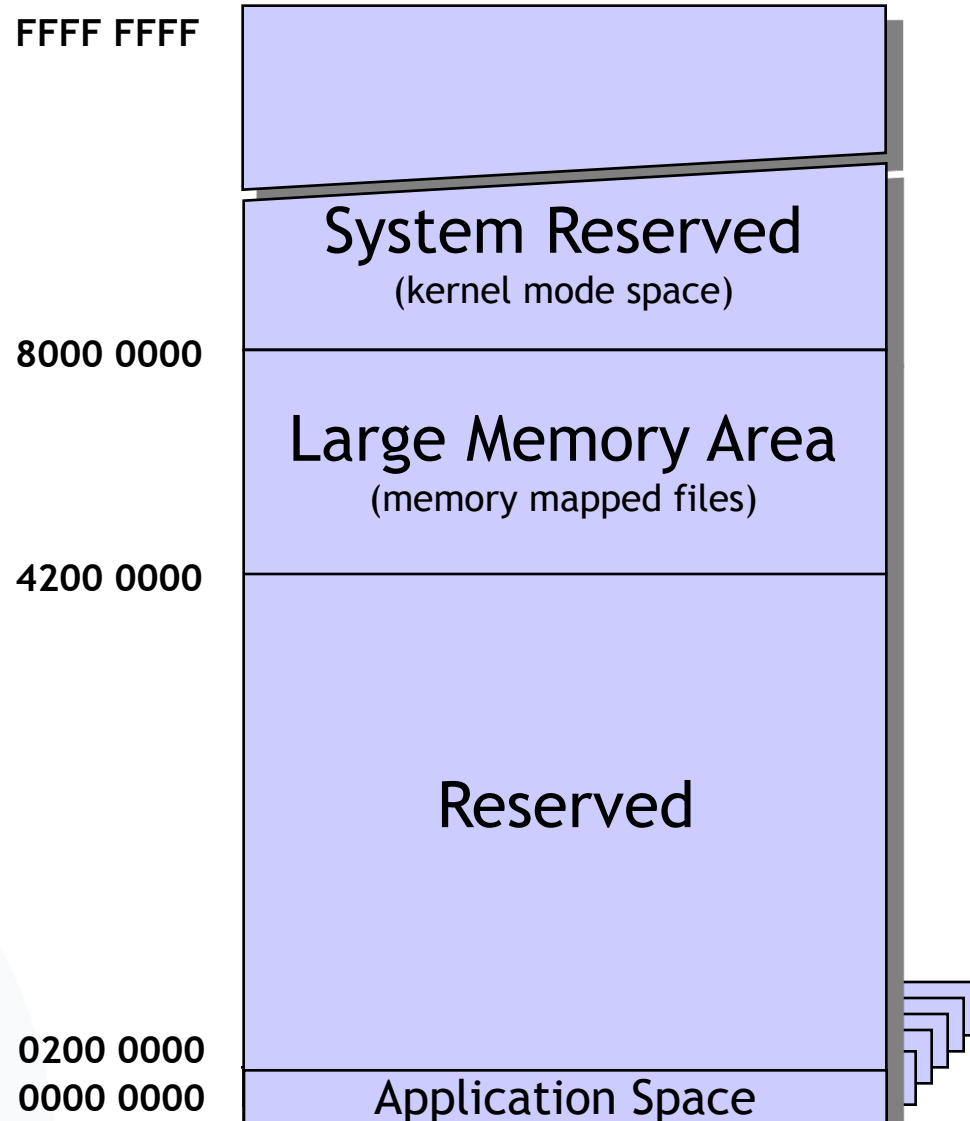 FFFF FFFF
System Reserved
(kernel mode space)
8000 0000
Large Memory Area
(memory mapped files)
4200 0000
Reserved
0200 0000
0000 0000
Application Space